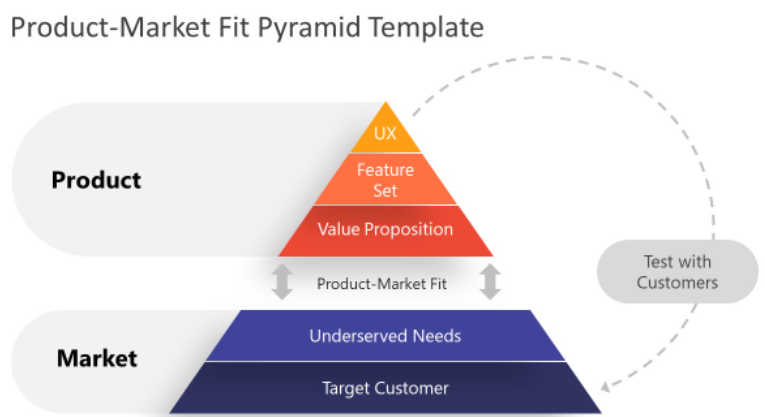 Product-Market Fit Pyramid Template
UX
Feature
Set
Product
Value Proposition
Product-Market Fit
Test with
Customers
Underserved Needs
Market
Target Customer